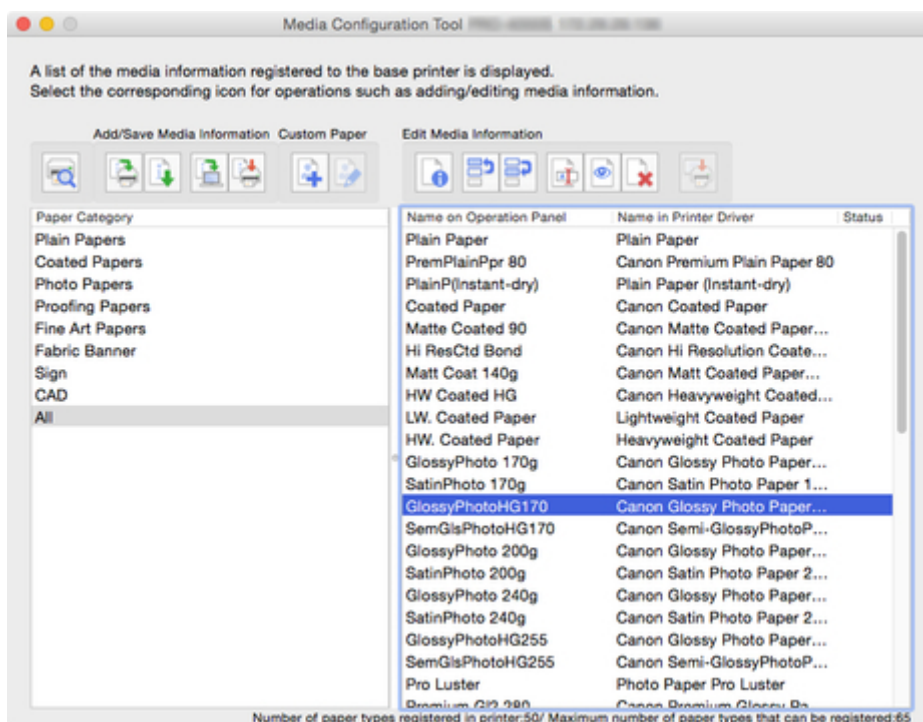 Media Configuration Tool
A list of the media information registered to the base printer is displayed.
Select the corresponding icon for operations such as adding/editing media information.
Add/Save Media Information Custom Paper Edit Media Information
Paper Category
Plain Papers
Coated Papers
Photo Papers
Proofing Papers
Fine Art Papers
Fabric Banner
Sign
CAD
All
Name on Operation Panel Name in Printer Driver Status
Plain Paper Plain Paper
PremPlainPpr 80 Canon Premium Plain Paper 80
PlainP(Instant-dry) Plain Paper (Instant-dry)
Coated Paper Canon Coated Paper
Matte Coated 90 Canon Matte Coated Paper...
Hi ResCtd Bond Canon Hi Resolution Coate...
Matt Coat 140g Canon Matt Coated Paper...
HW Coated HG Canon Heavyweight Coated...
LW. Coated Paper Lightweight Coated Paper
HW. Coated Paper Heavyweight Coated Paper
GlossyPhoto 170g Canon Glossy Photo Paper...
SatinPhoto 170g Canon Satin Photo Paper 1...
GlossyPhotoHG170 Canon Glossy Photo Paper...
SemGlsPhotoHG170 Canon Semi-GlossyPhotoP...
GlossyPhoto 200g Canon Glossy Photo Paper...
SatinPhoto 200g Canon Satin Photo Paper 2...
GlossyPhoto 240g Canon Glossy Photo Paper...
SatinPhoto 240g Canon Satin Photo Paper 2...
GlossyPhotoHG255 Canon Glossy Photo Paper...
SemGlsPhotoHG255 Canon Semi-GlossyPhotoP...
Pro Luster Photo Paper Pro Luster
Premium Gl2 280 Canon Premium Glossy Pa...
Number of paper types registered in printer:50/ Maximum number of paper types that can be registered:65